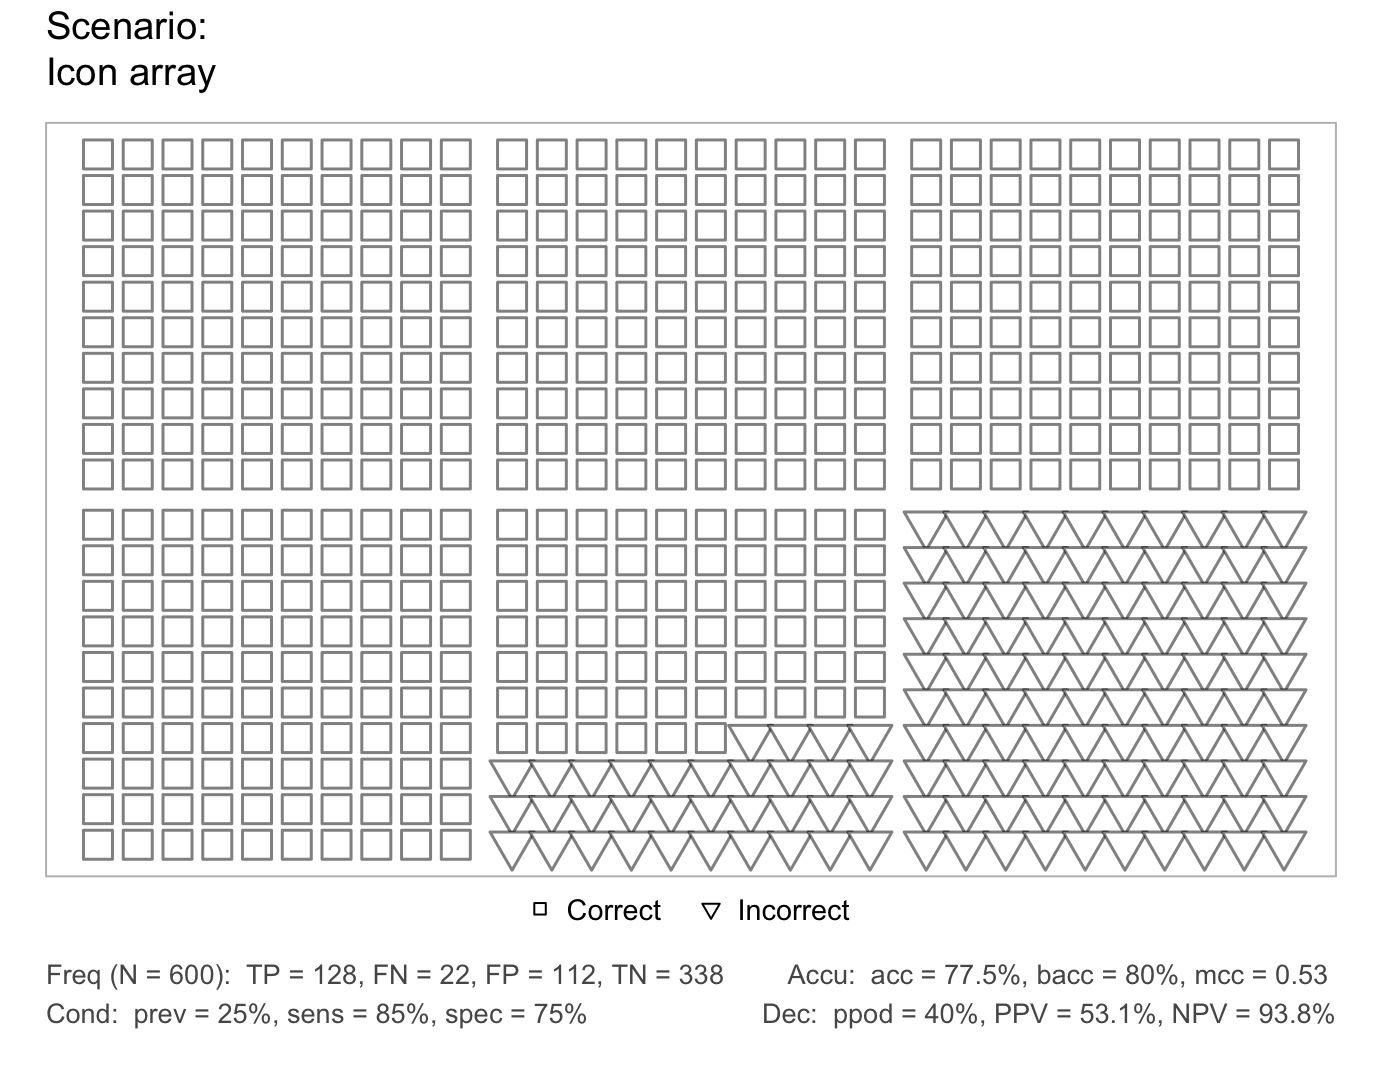 Scenario:
Icon array
Correct Incorrect
Freq (N = 600):  TP = 128, FN = 22, FP = 112, TN = 338 Accu:  acc = 77.5%, bacc = 80%, mcc = 0.53
Cond:  prev = 25%, sens = 85%, spec = 75% Dec:  ppod = 40%, PPV = 53.1%, NPV = 93.8%